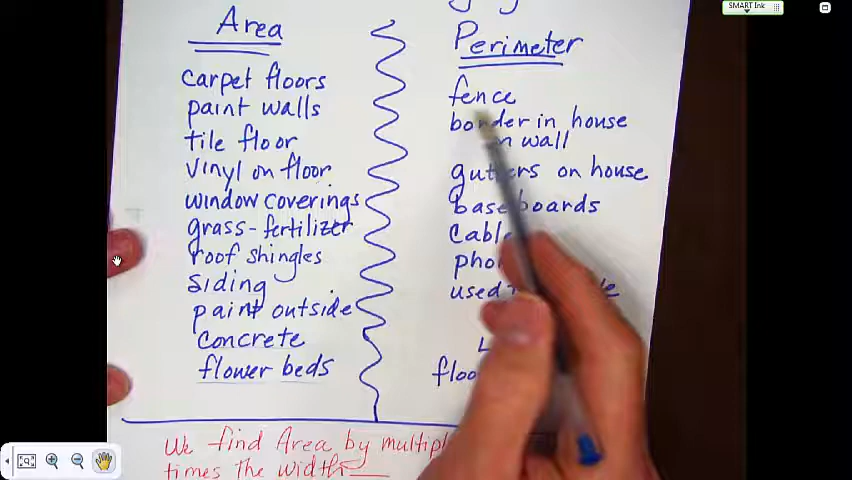 SMART Ink
Area
carpet floors
paint walls
tile floor
vinyl on floor
window coverings
grass-fertilizer
roof shingles
siding
paint outside
concrete
flower beds
Perimeter
fence
border in house
wall
gutters on house
baseboards
We find Area by
times the width